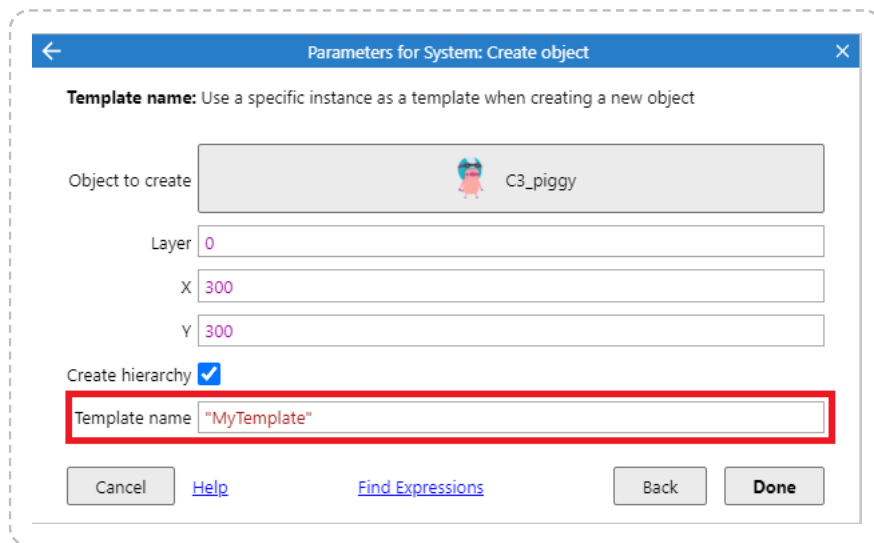 Parameters for System: Create object
Template name: Use a specific instance as a template when creating a new object
Object to create C3_piggy
Layer 0
X 300
Y 300
Create hierarchy
Template name "MyTemplate"
Cancel Help Find Expressions Back Done